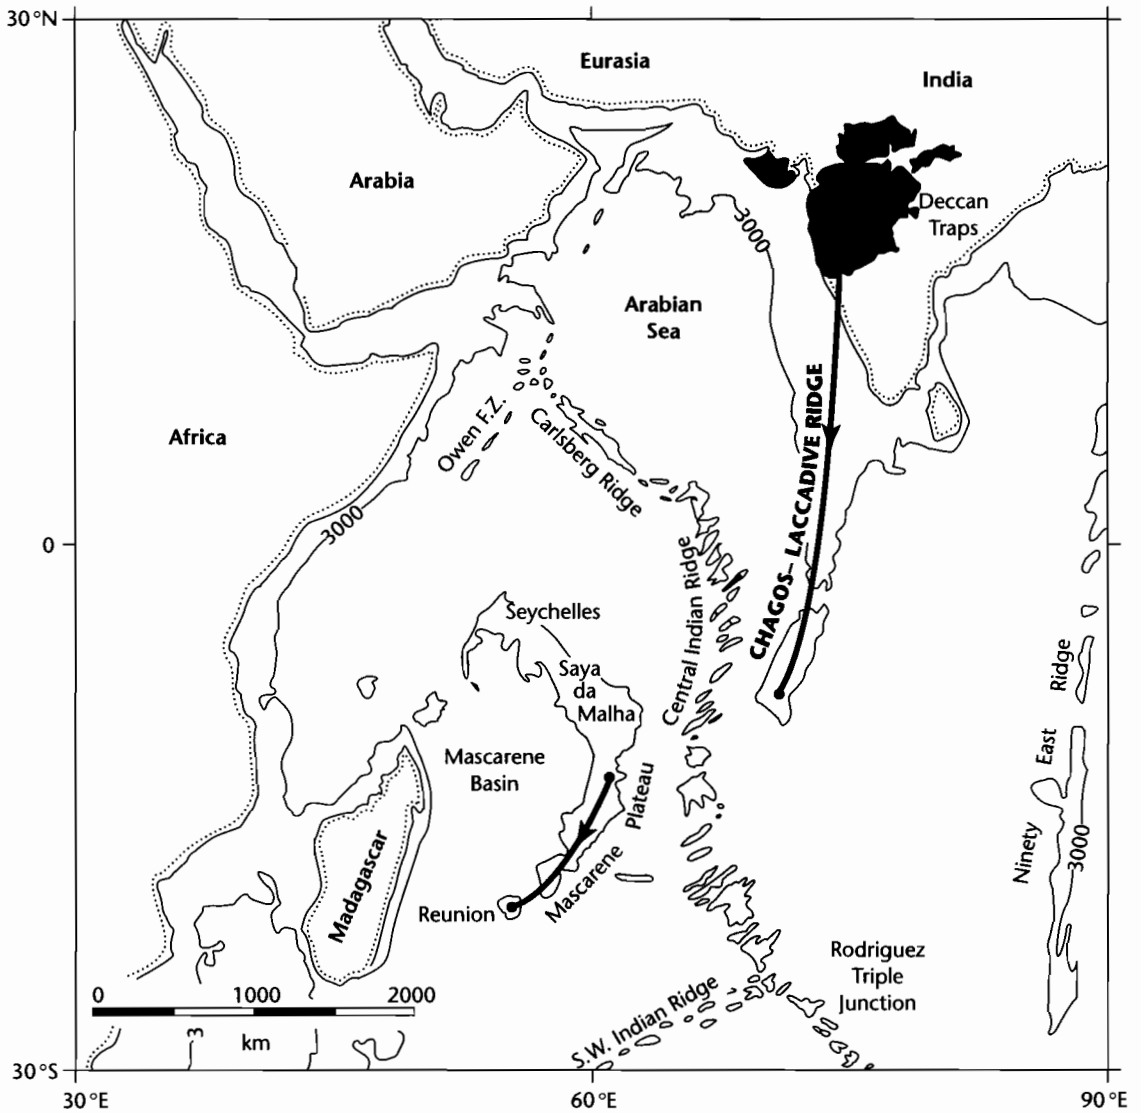 30°N
Eurasia
India
Arabia
Deccan
Traps
3000
Arabian
Sea
Africa
Owen F.Z.
Carlsberg Ridge
CHAGOS–LACCADIVE RIDGE
3000
0
Central Indian Ridge
Seychelles
Saya
da
Malha
Ridge
East
Ninety
3000
Mascarene
Basin
Plateau
Mascarene
Madagascar
Reunion
Rodriguez
Triple
Junction
0 1000 2000
km
3
S.W. Indian Ridge
30°S
30°E
60°E
90°E